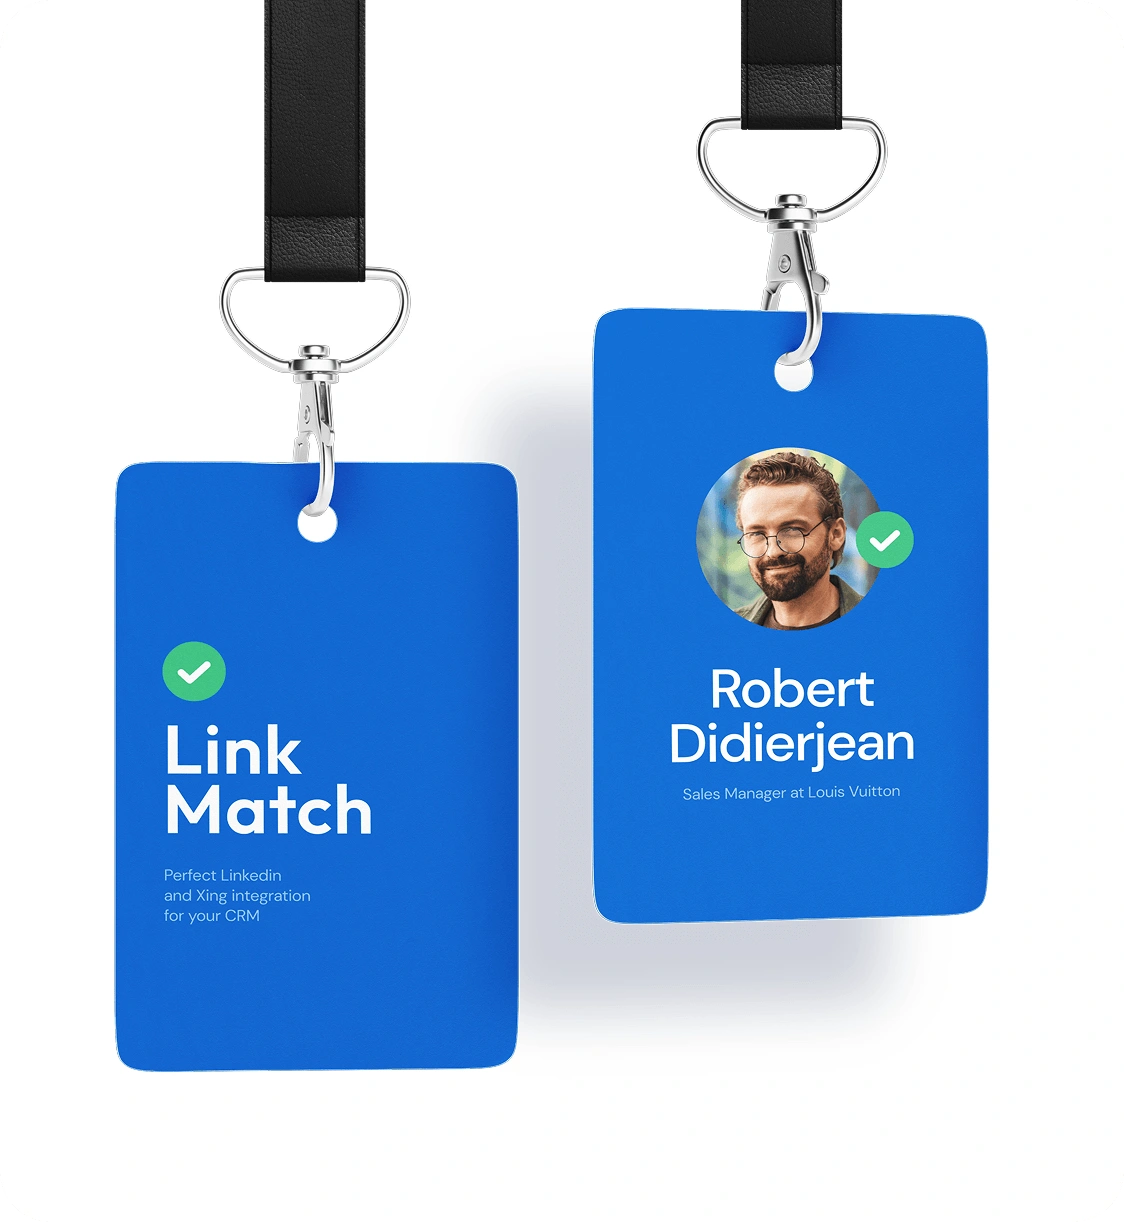 Link
Match
Perfect Linkedin
and Xing integration
for your CRM
Robert
Didierjean
Sales Manager at Louis Vuitton